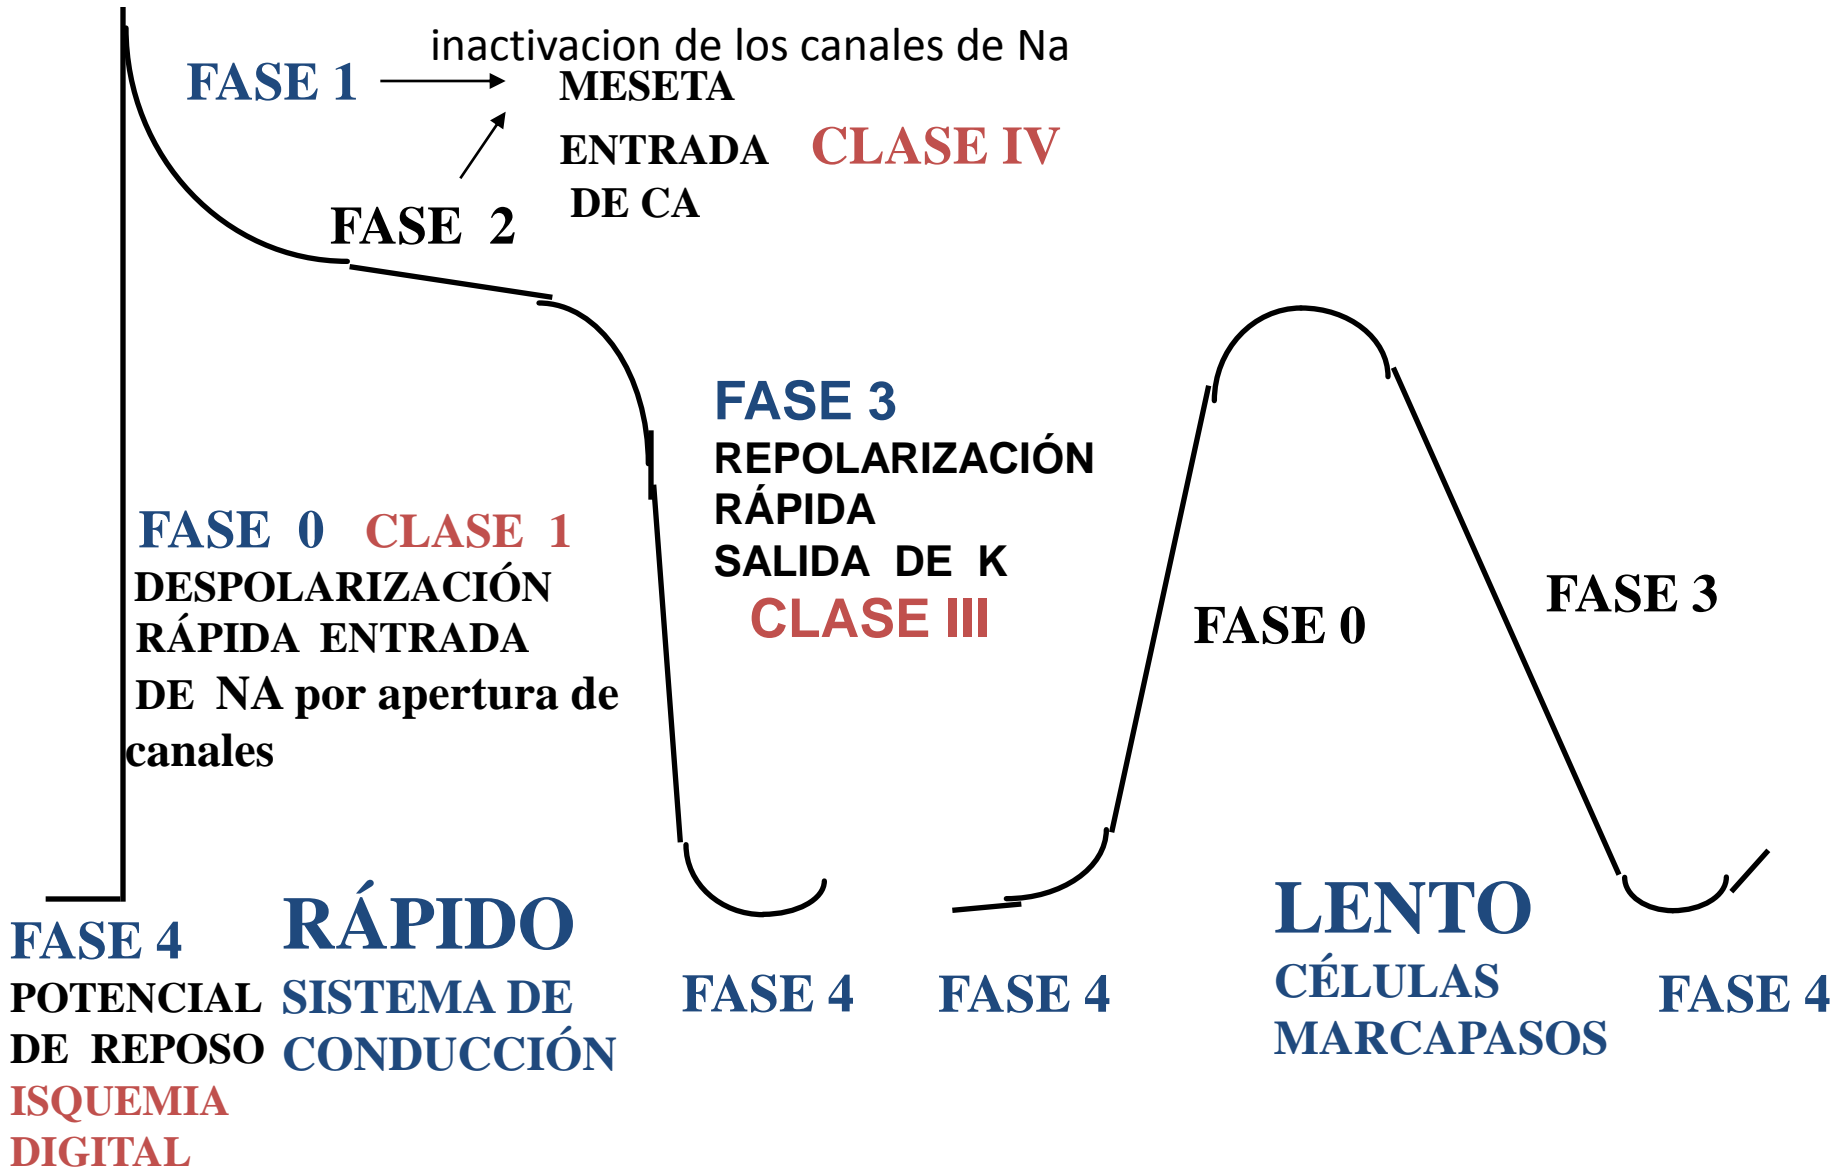 inactivacion de los canales de Na
FASE 1
MESETA
ENTRADA CLASE IV
DE CA
FASE 2
FASE 3
REPOLARIZACIÓN
RÁPIDA
SALIDA DE K
CLASE III
FASE 0 CLASE 1
DESPOLARIZACIÓN
RÁPIDA ENTRADA
DE NA por apertura de
canales
FASE 0
FASE 3
FASE 4
POTENCIAL
DE REPOSO
ISQUEMIA
DIGITAL
RÁPIDO
SISTEMA DE
CONDUCCIÓN
FASE 4
FASE 4
LENTO
CÉLULAS
MARCAPASOS
FASE 4